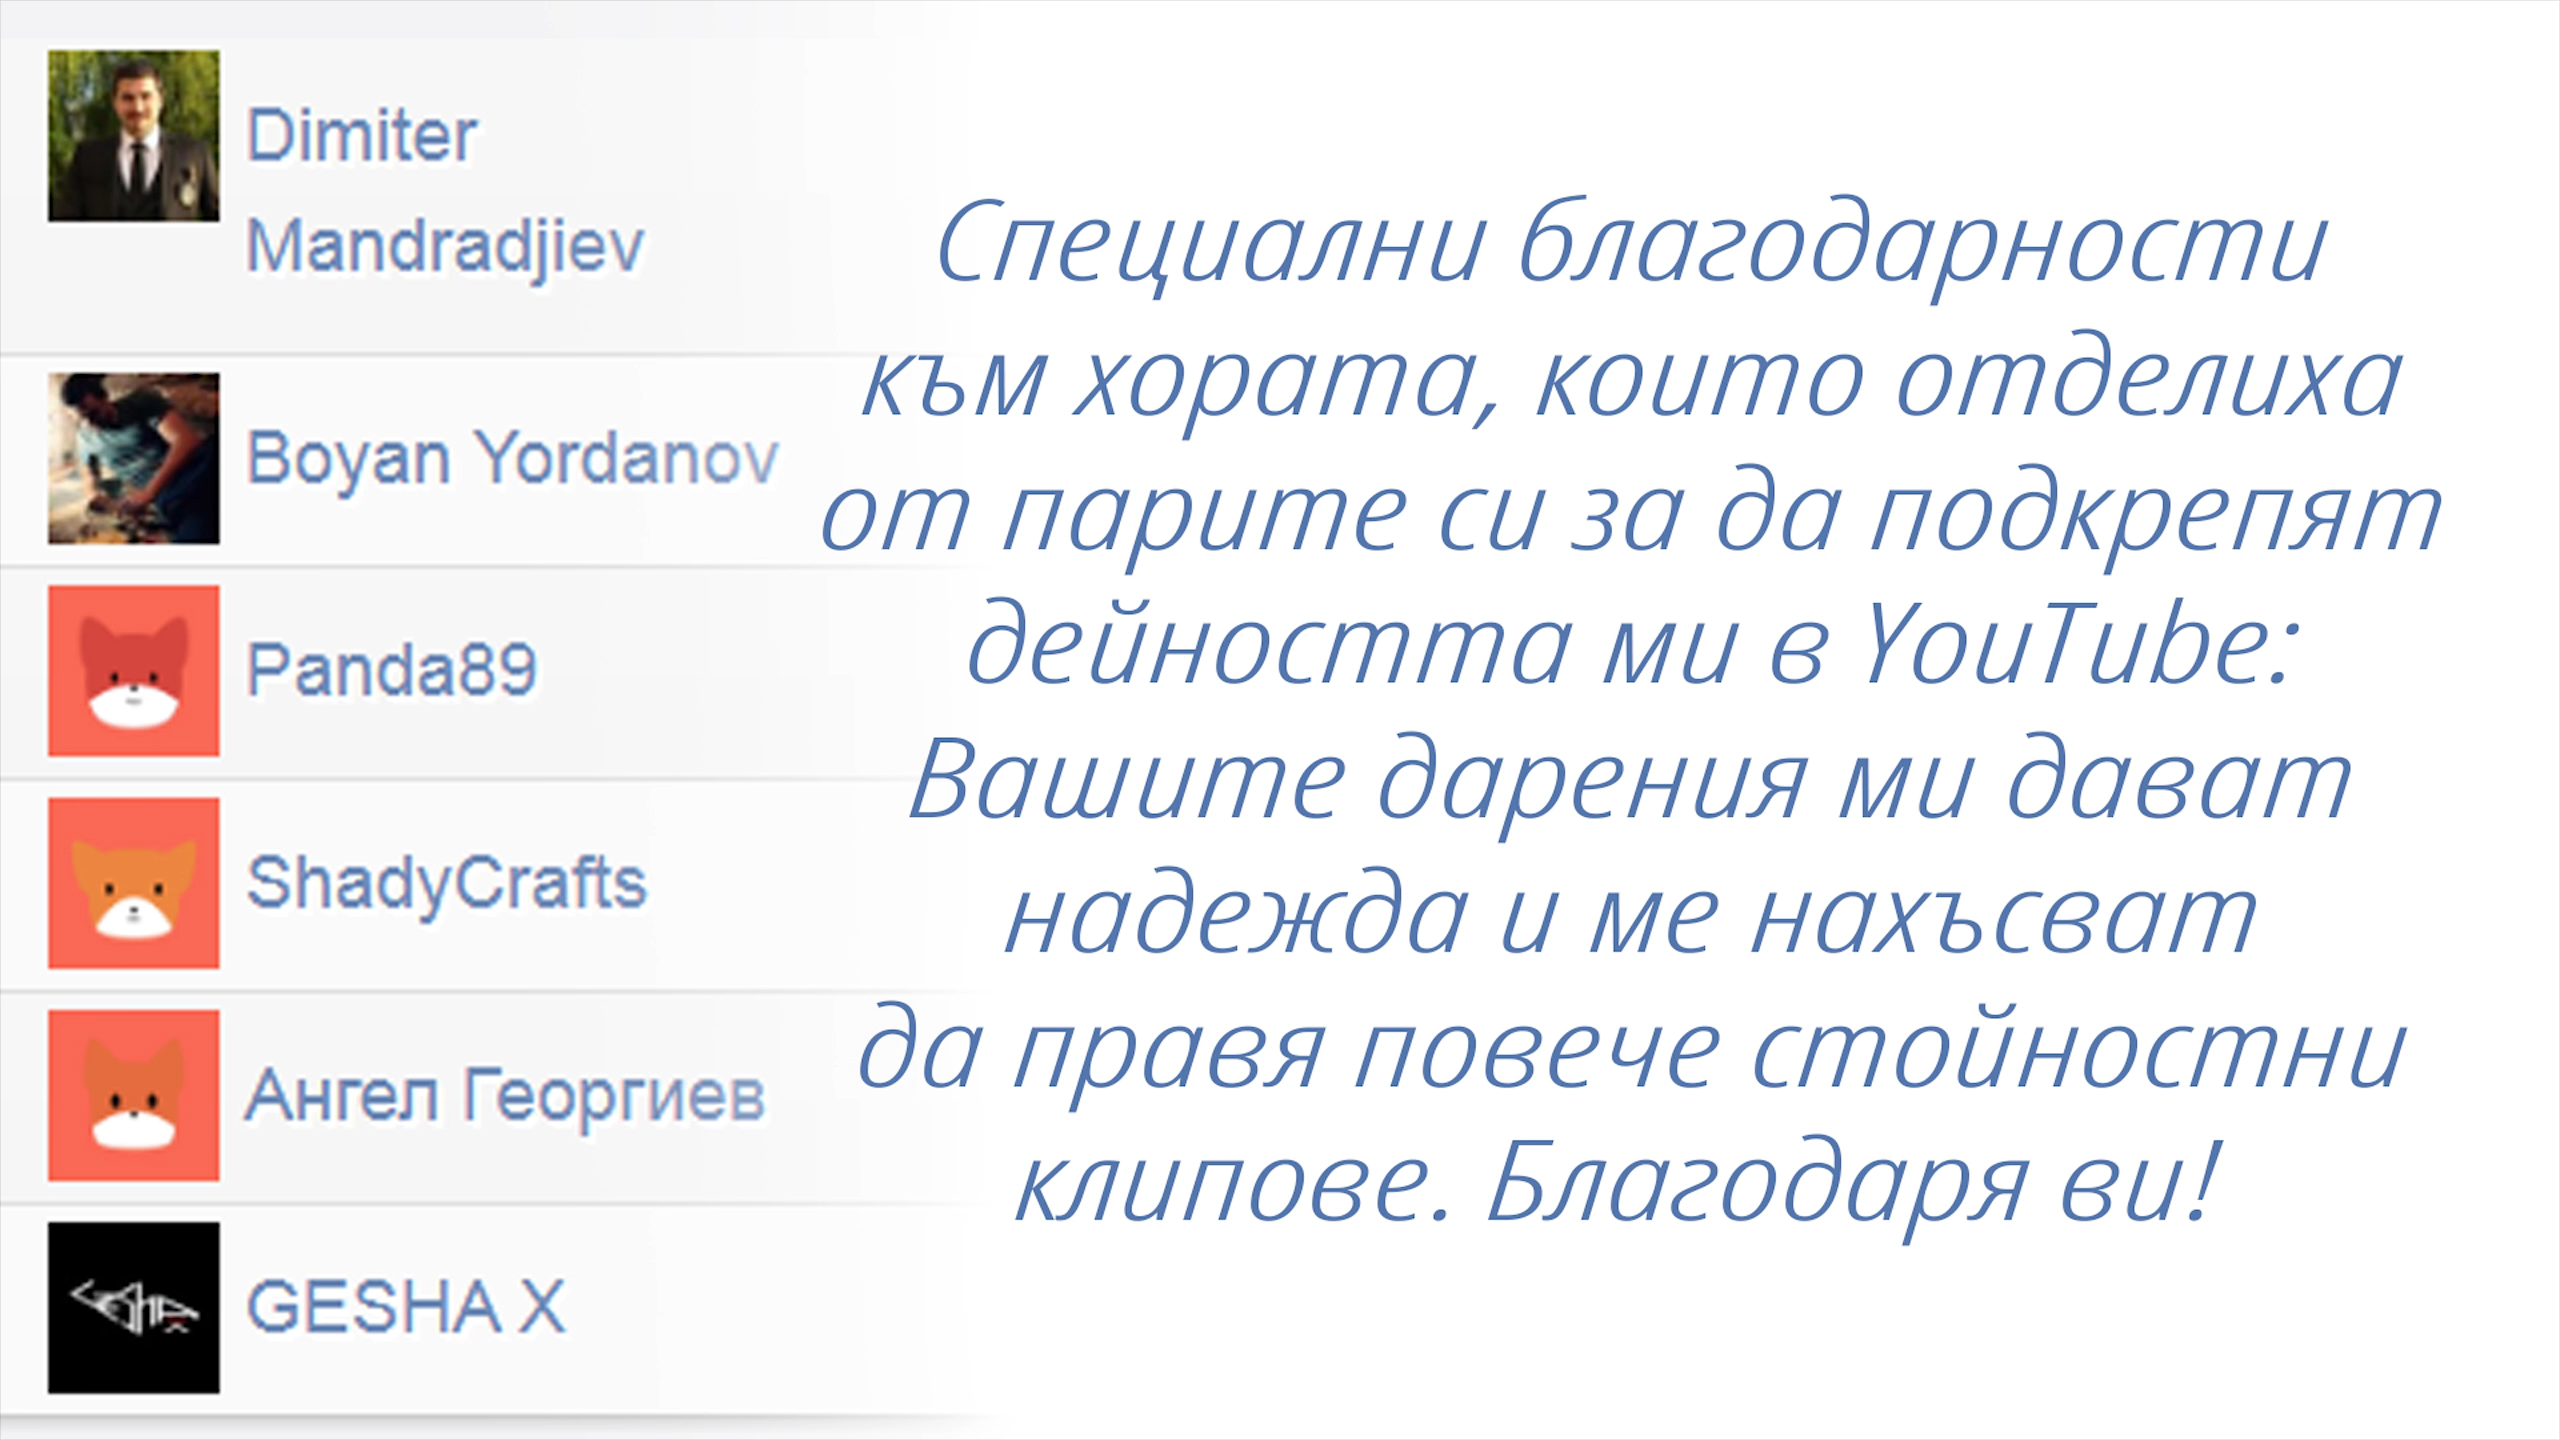 Dimiter
Mandradjiev
Boyan Yordanov
Panda89
ShadyCrafts
Ангел Георгиев
GESHA X
Специални благодарности
към хората, които отделиха
от парите си за да подкрепят
дейността ми в YouTube:
Вашите дарения ми дават
надежда и ме нахъсват
да правя повече стойностни
клипове. Благодаря ви!